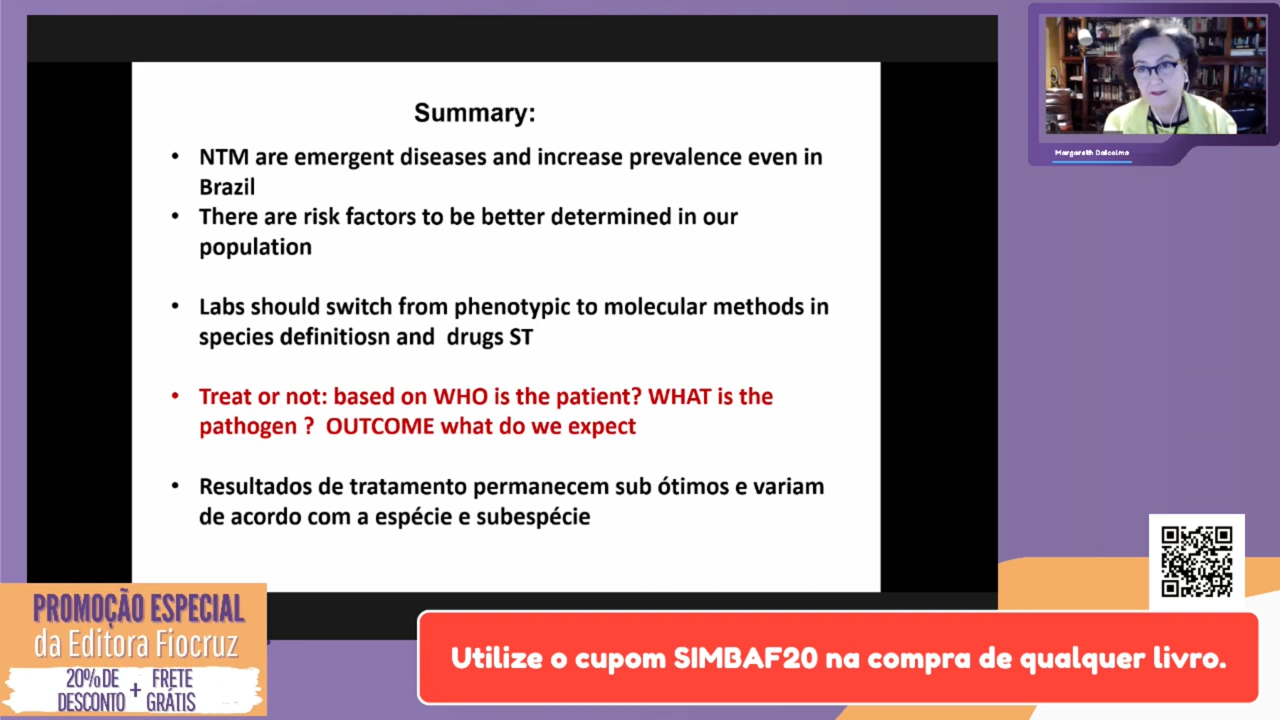 Summary:
• NTM are emergent diseases and increase prevalence even in
Brazil
• There are risk factors to be better determined in our
population
• Labs should switch from phenotypic to molecular methods in
species definitiosn and drugs ST
• Treat or not: based on WHO is the patient? WHAT is the
pathogen ? OUTCOME what do we expect
• Resultados de tratamento permanecem sub ótimos e variam
de acordo com a espécie e subespécie
Margareth Dalcolmo
PROMOÇÃO ESPECIAL
da Editora Fiocruz
20% DE
DESCONTO
+
FRETE
GRÁTIS
Utilize o cupom SIMBAF20 na compra de qualquer livro.